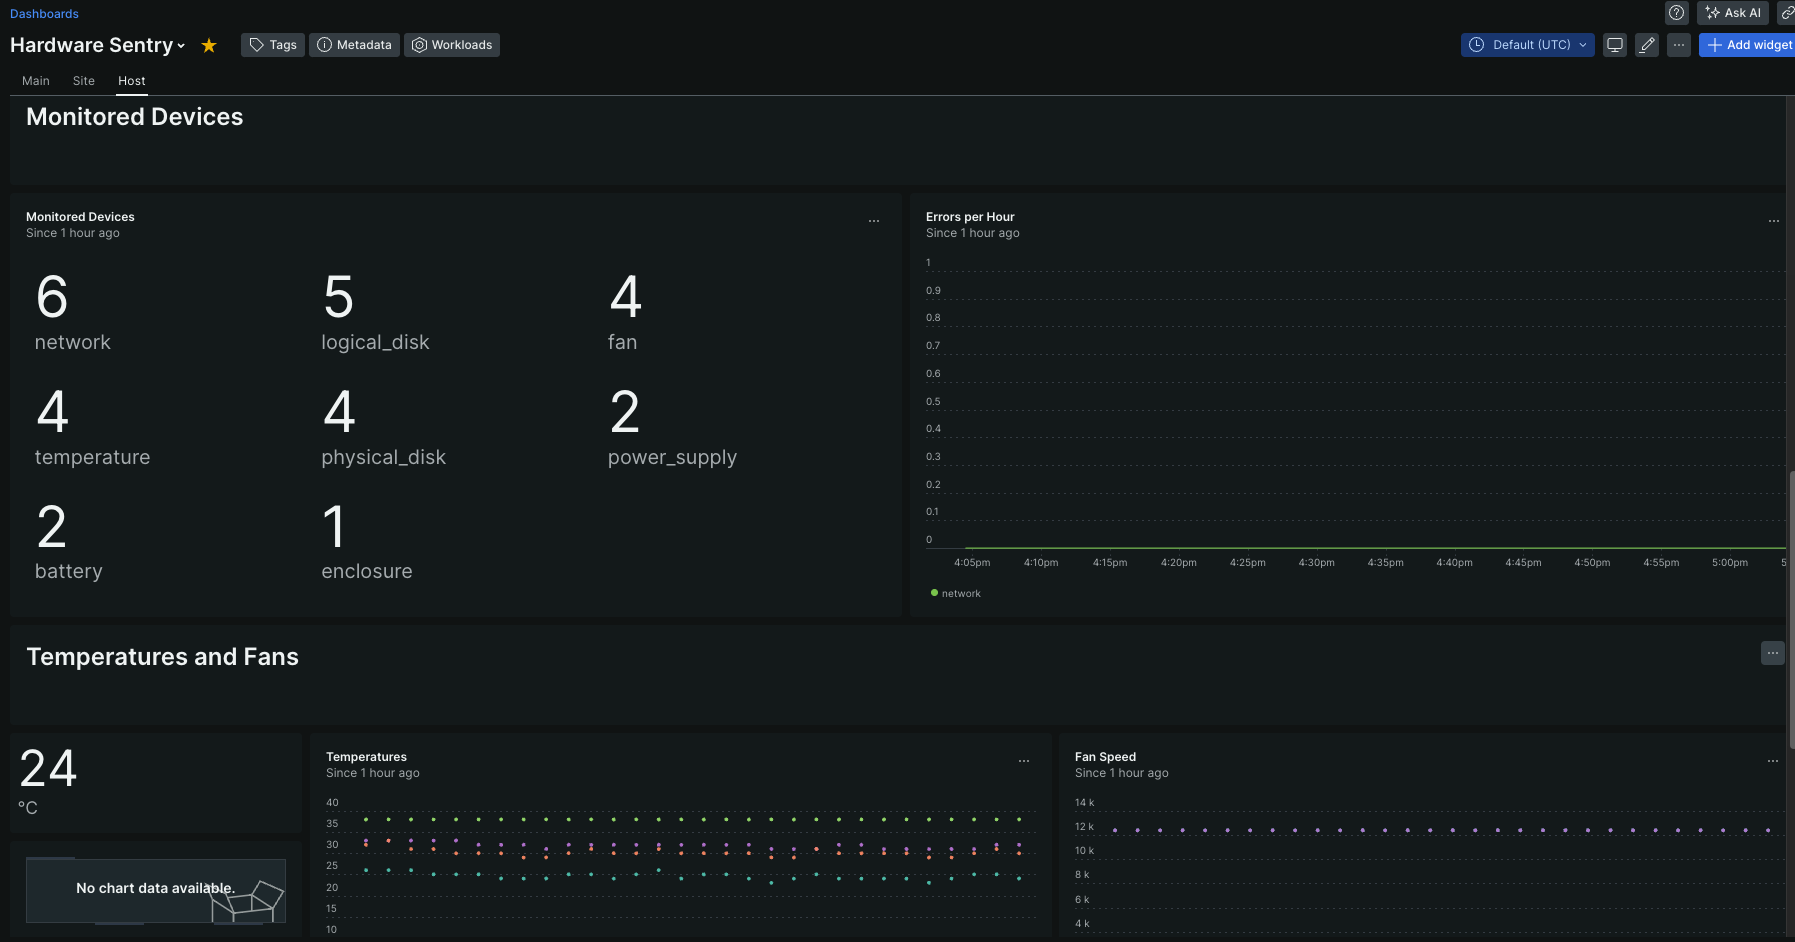 Dashboards
Ask AI
Hardware Sentry
Tags
Metadata
Workloads
Default (UTC)
Add widget
Main
Site
Host
Monitored Devices
Monitored Devices
Since 1 hour ago
6
network
5
logical_disk
4
fan
4
temperature
4
physical_disk
2
power_supply
2
battery
1
enclosure
Errors per Hour
Since 1 hour ago
1
0.9
0.8
0.7
0.6
0.5
0.4
0.3
0.2
0.1
0
4:05pm 4:10pm 4:15pm 4:20pm 4:25pm 4:30pm 4:35pm 4:40pm 4:45pm 4:50pm 4:55pm 5:00pm
network
Temperatures and Fans
24
°C
No chart data available.
Temperatures
Since 1 hour ago
40
35
30
25
20
15
10
Fan Speed
Since 1 hour ago
14 k
12 k
10 k
8 k
6 k
4 k